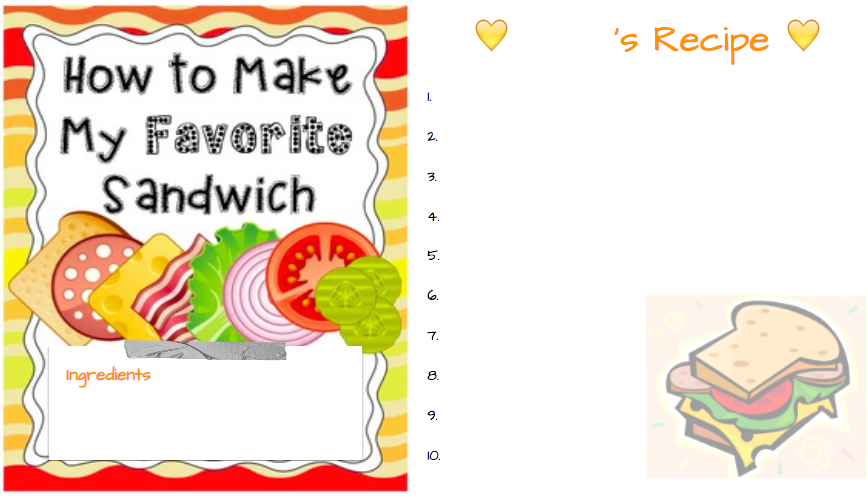 How to Make
My Favorite
Sandwich
Ingredients
's Recipe
1.
2.
3.
4.
5.
6.
7.
8.
9.
10.